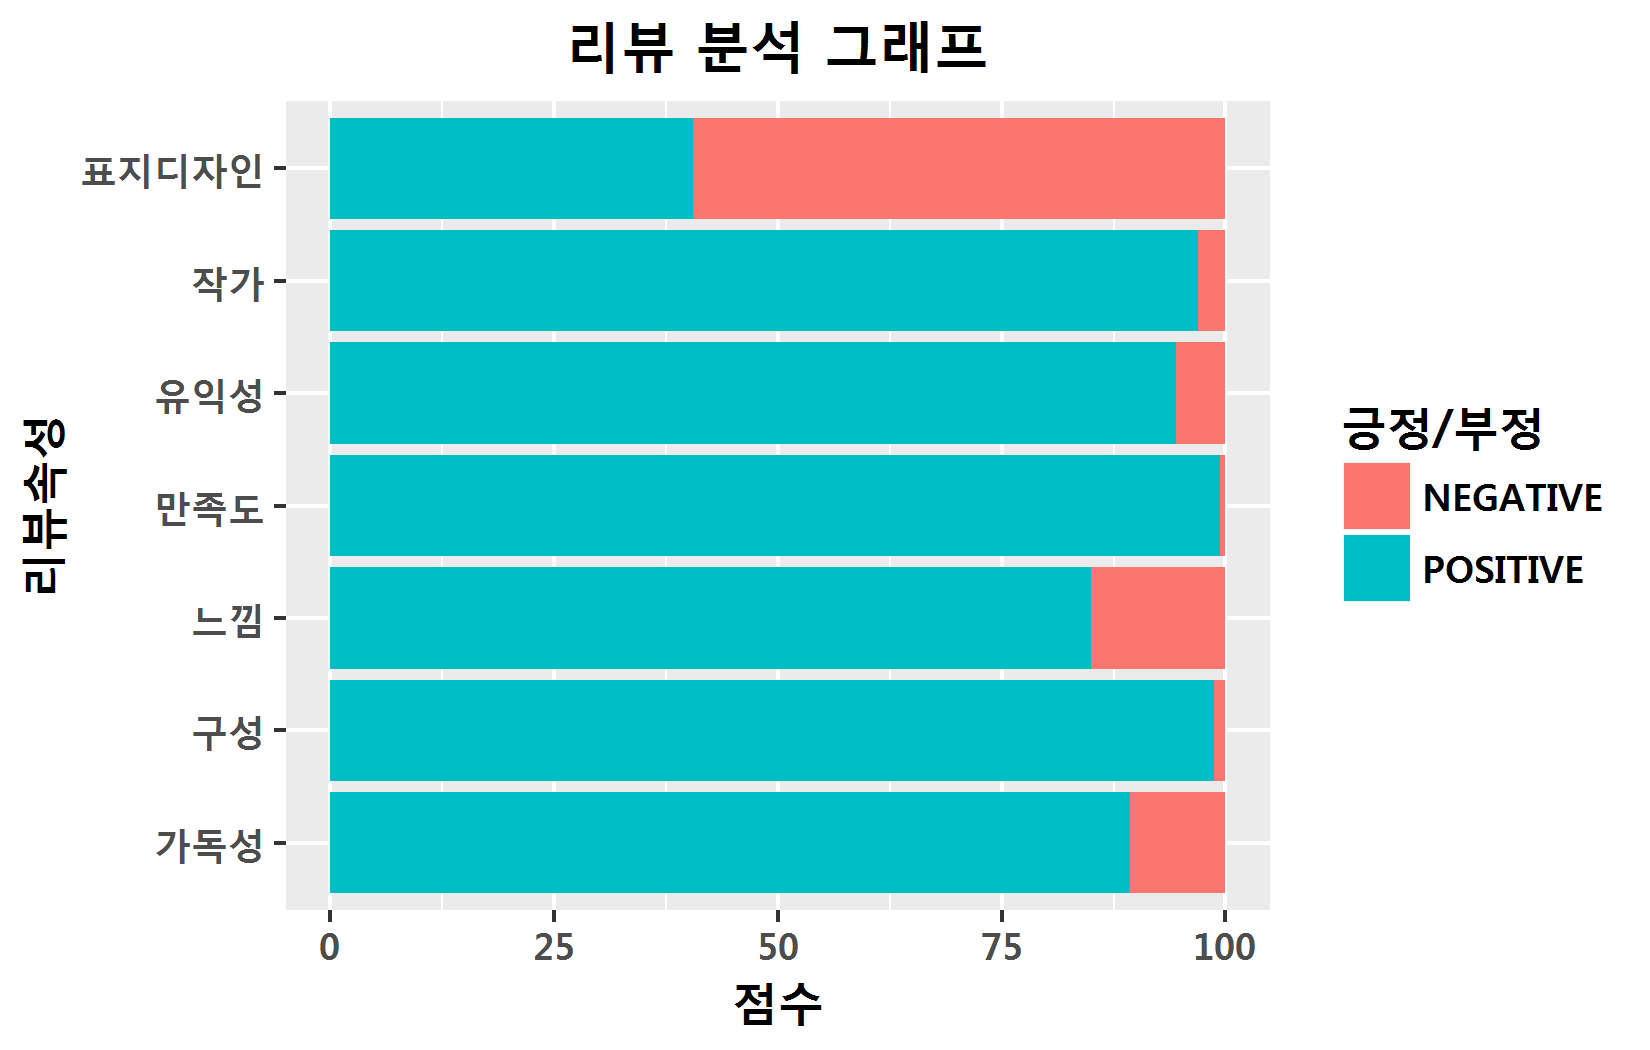 리뷰 분석 그래프
리뷰속성
표지디자인
작가
유익성
만족도
느낌
구성
가독성
0 25 50 75 100
점수
긍정/부정
NEGATIVE
POSITIVE